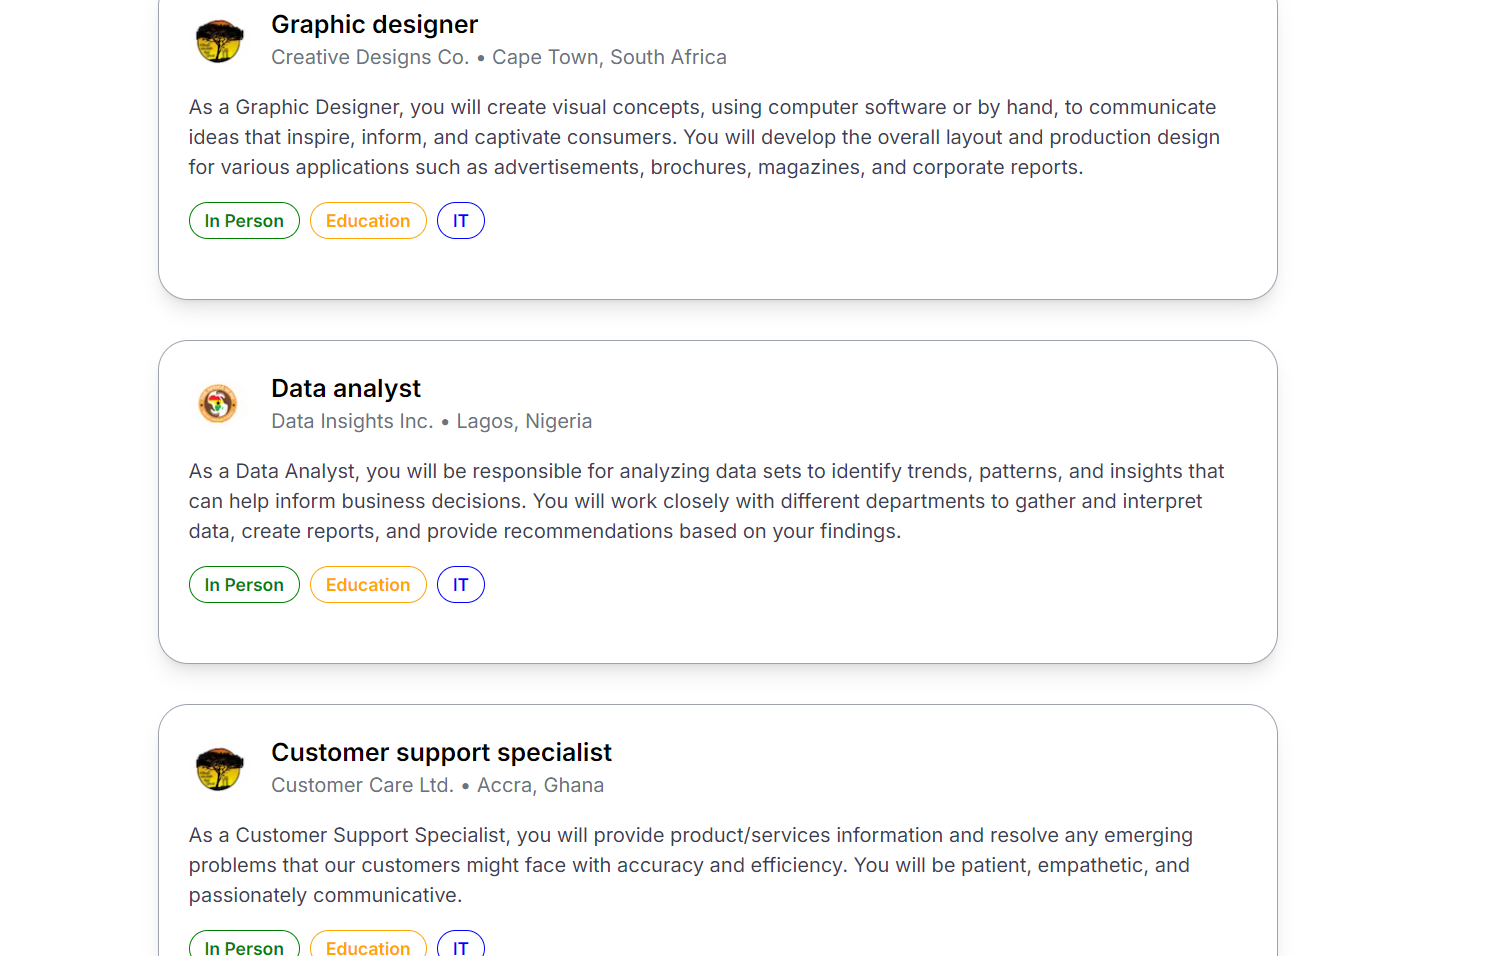 Graphic designer
Creative Designs Co. • Cape Town, South Africa
As a Graphic Designer, you will create visual concepts, using computer software or by hand, to communicate
ideas that inspire, inform, and captivate consumers. You will develop the overall layout and production design
for various applications such as advertisements, brochures, magazines, and corporate reports.
In Person Education IT
Data analyst
Data Insights Inc. • Lagos, Nigeria
As a Data Analyst, you will be responsible for analyzing data sets to identify trends, patterns, and insights that
can help inform business decisions. You will work closely with different departments to gather and interpret
data, create reports, and provide recommendations based on your findings.
In Person Education IT
Customer support specialist
Customer Care Ltd. • Accra, Ghana
As a Customer Support Specialist, you will provide product/services information and resolve any emerging
problems that our customers might face with accuracy and efficiency. You will be patient, empathetic, and
passionately communicative.
In Person Education IT